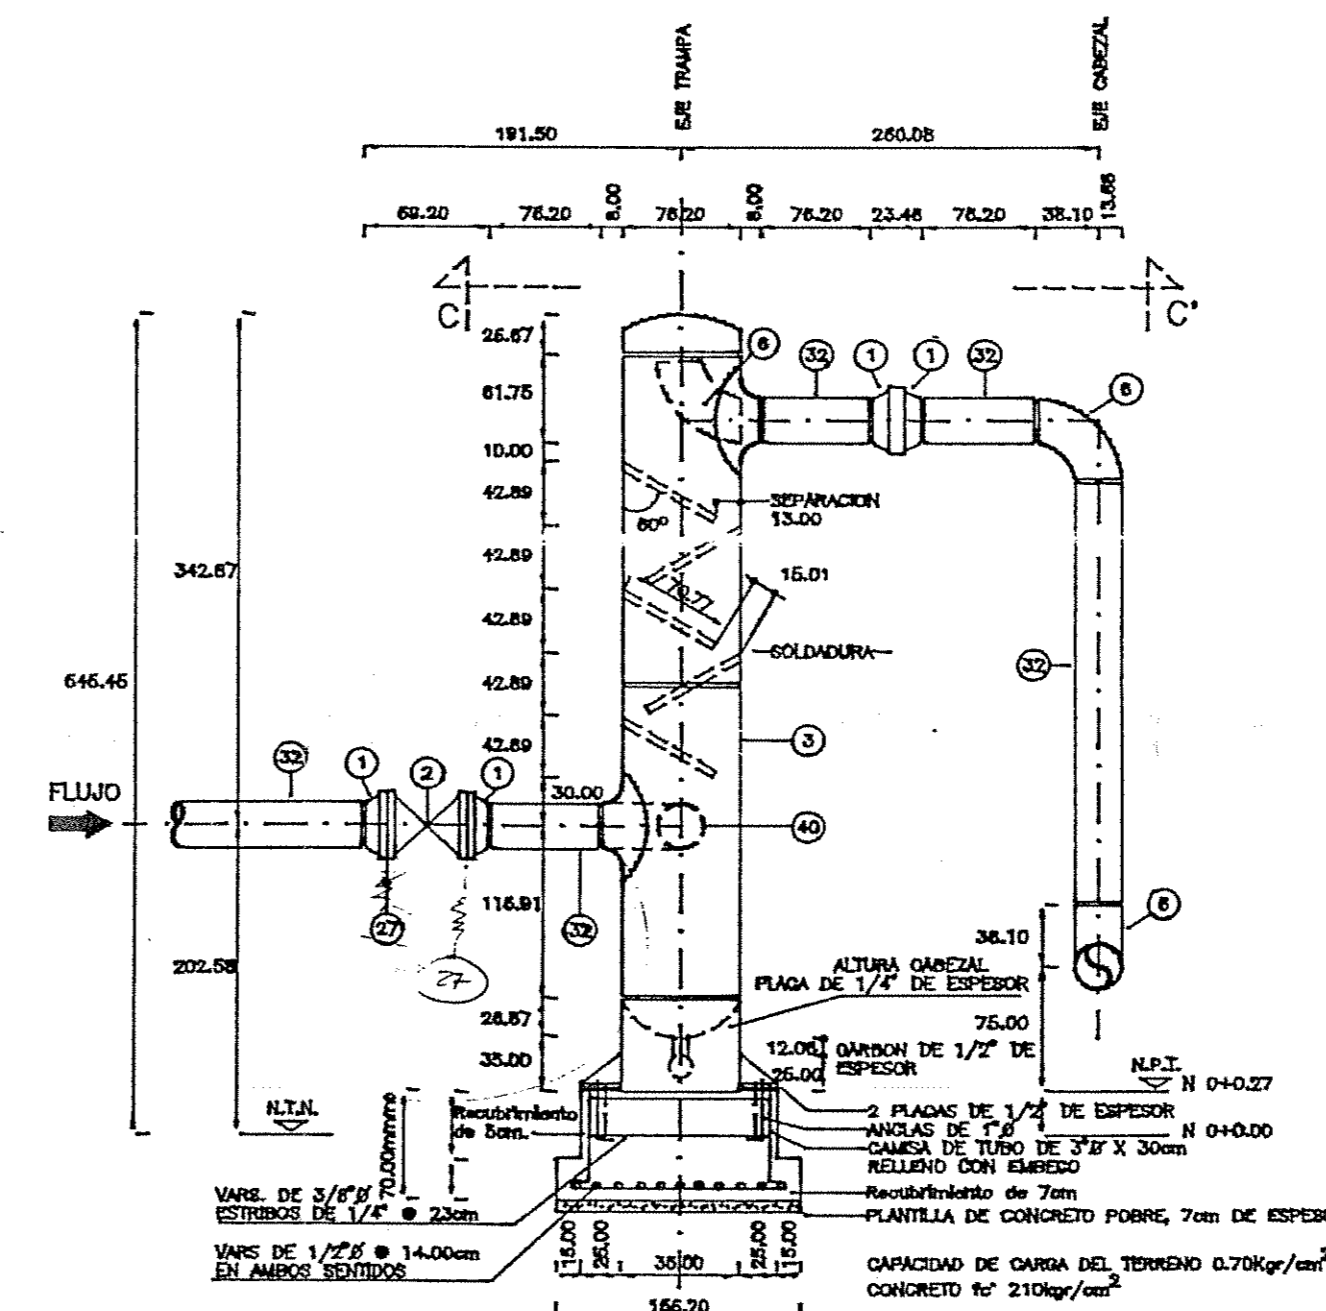 EJE TRAMPA
EJE CABEZAL
191.50
260.08
69.20
76.20
8.00
76.20
8.00
76.20
23.46
76.20
38.10
13.66
C
C'
25.67
61.75
10.00
42.89
42.89
42.89
42.89
42.89
6
32
1
1
32
6
SEPARACION
13.00
60°
15.01
SOLDADURA
342.87
646.45
202.58
32
3
FLUJO
32
1
2
1
30.00
40
27
27
32
116.91
6
38.10
ALTURA CABEZAL
PLACA DE 1/4" DE ESPESOR
75.00
26.67
35.00
12.06
25.00
CARBON DE 1/2" DE
ESPESOR
N.P.T.
N 0+0.27
N.T.N.
N 0+0.00
70.00mmmo
Recubrimiento
de 5cm.
2 PLACAS DE 1/2" DE ESPESOR
ANCLAS DE 1"Ø
CAMISA DE TUBO DE 3"Ø X 30cm
RELLENO CON EMBECO
Recubrimiento de 7cm
PLANTILLA DE CONCRETO POBRE, 7cm DE ESPES
VARS. DE 3/8"Ø
ESTRIBOS DE 1/4" @ 23cm
VARS DE 1/2"Ø @ 14.00cm
EN AMBOS SENTIDOS
15.00
25.00
35.00
25.00
15.00
166.20
CAPACIDAD DE CARGA DEL TERRENO 0.70Kgr/cm²
CONCRETO fc' 210kgr/cm²